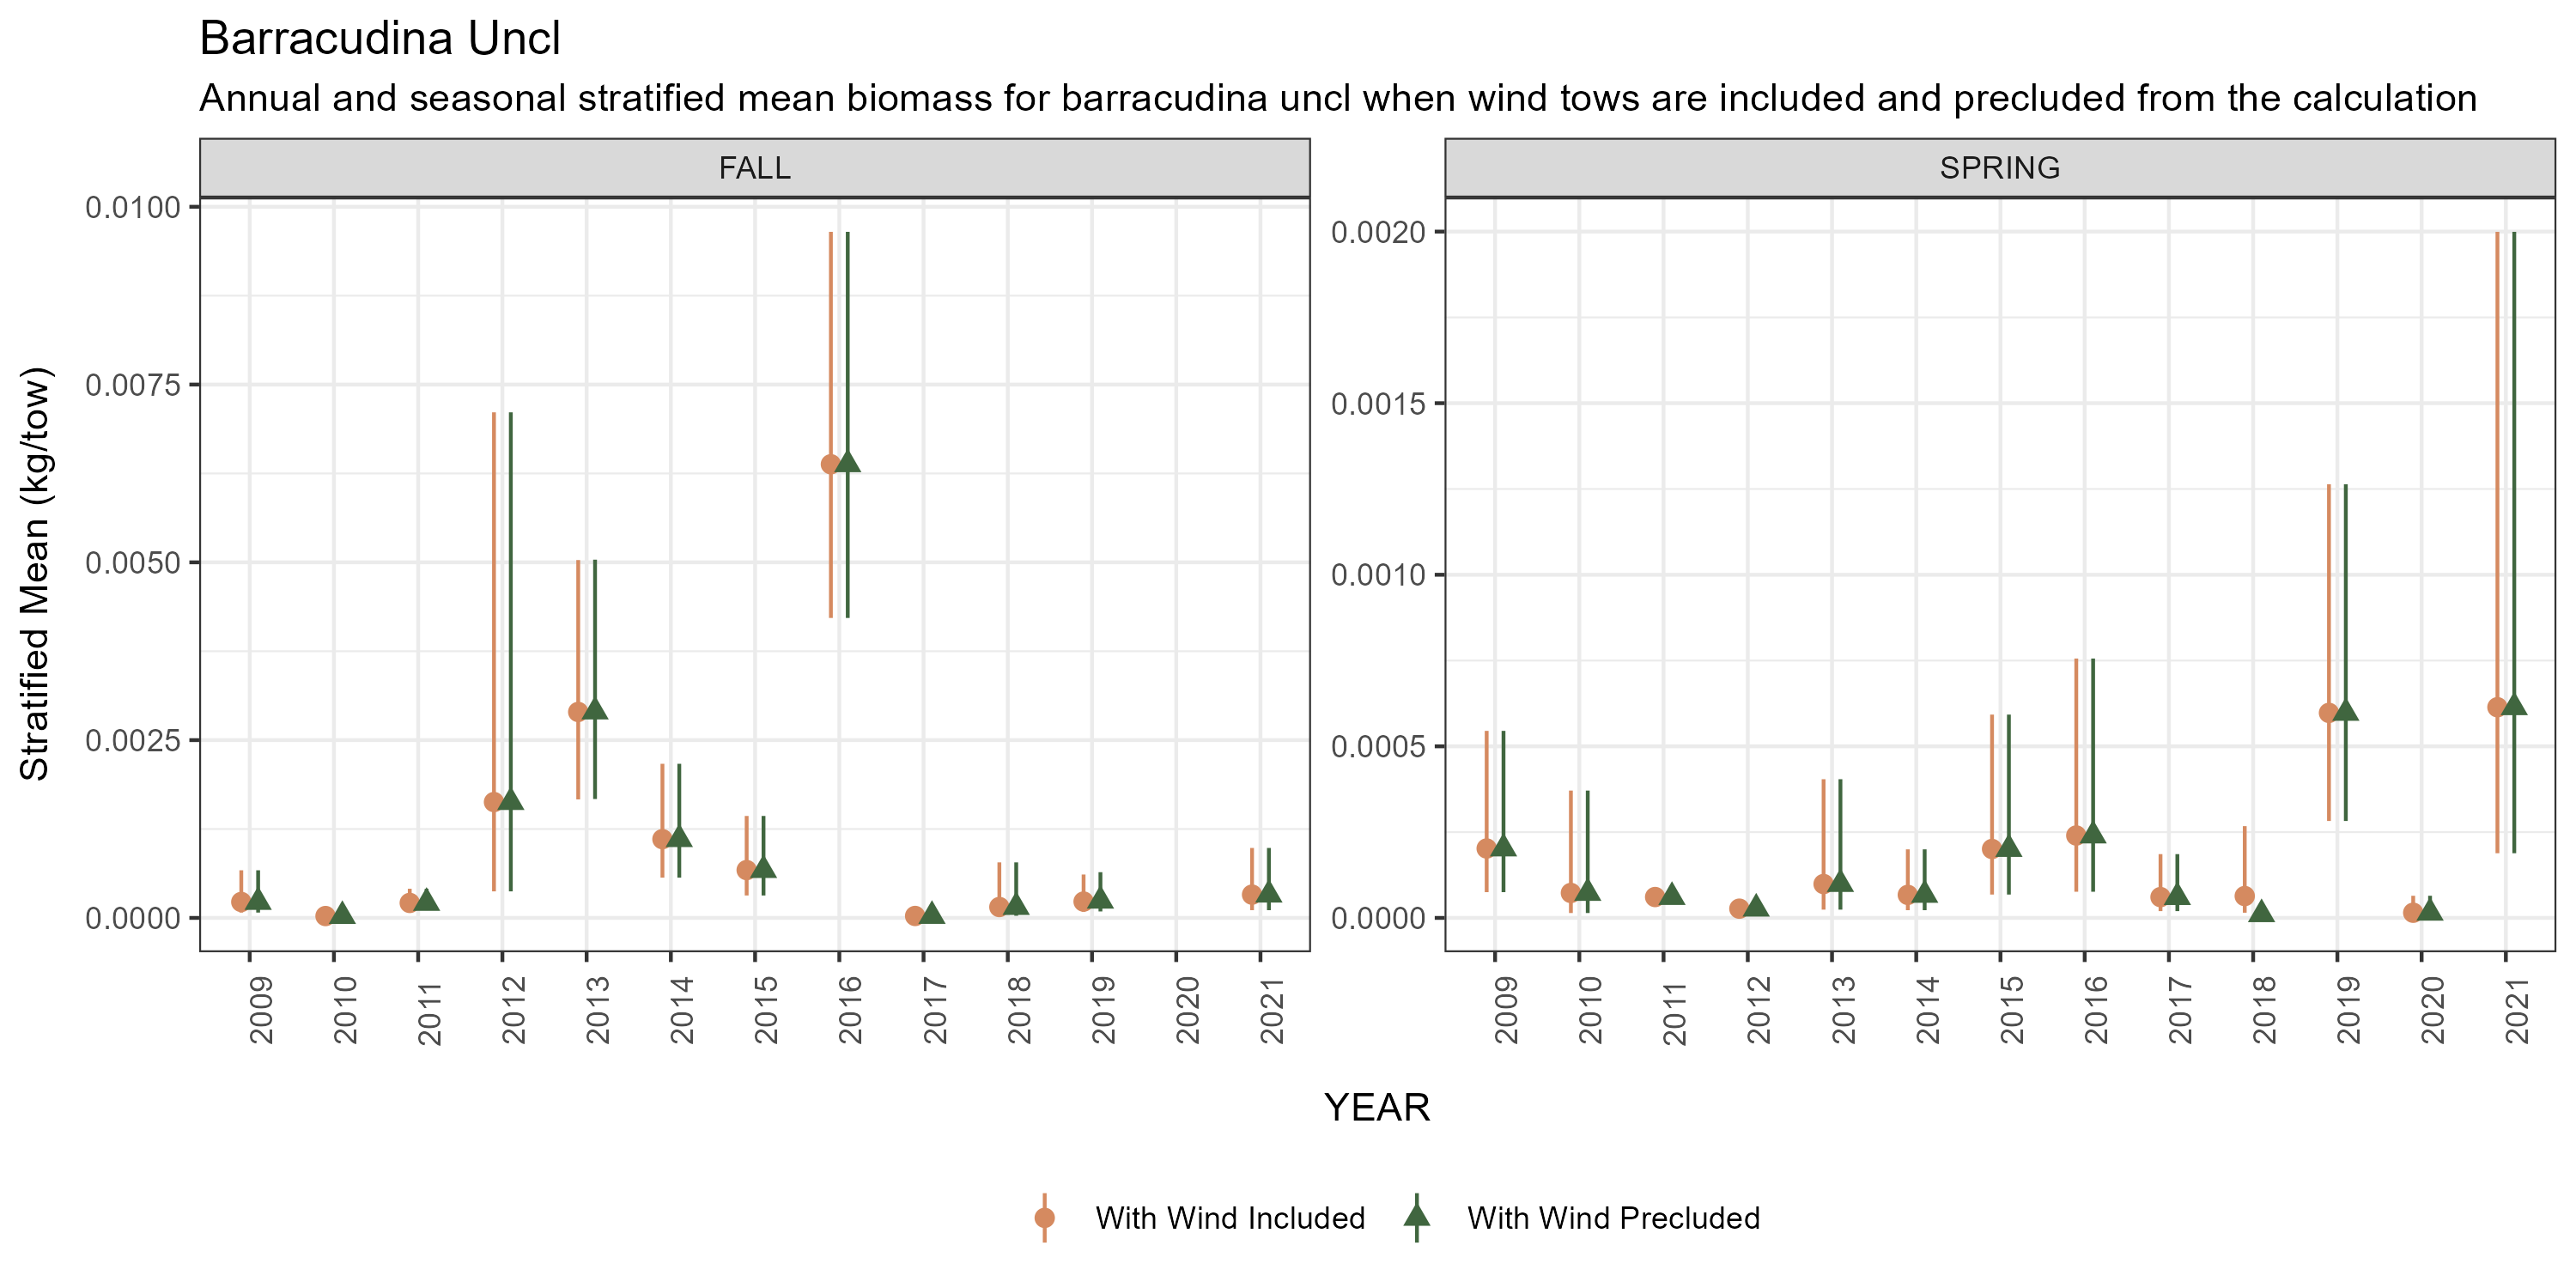 Barracudina Uncl
Annual and seasonal stratified mean biomass for barracudina uncl when wind tows are included and precluded from the calculation
FALL
SPRING
Stratified Mean (kg/tow)
0.0100
0.0075
0.0050
0.0025
0.0000
0.0020
0.0015
0.0010
0.0005
0.0000
2009 2010 2011 2012 2013 2014 2015 2016 2017 2018 2019 2020 2021
2009 2010 2011 2012 2013 2014 2015 2016 2017 2018 2019 2020 2021
YEAR
With Wind Included
With Wind Precluded